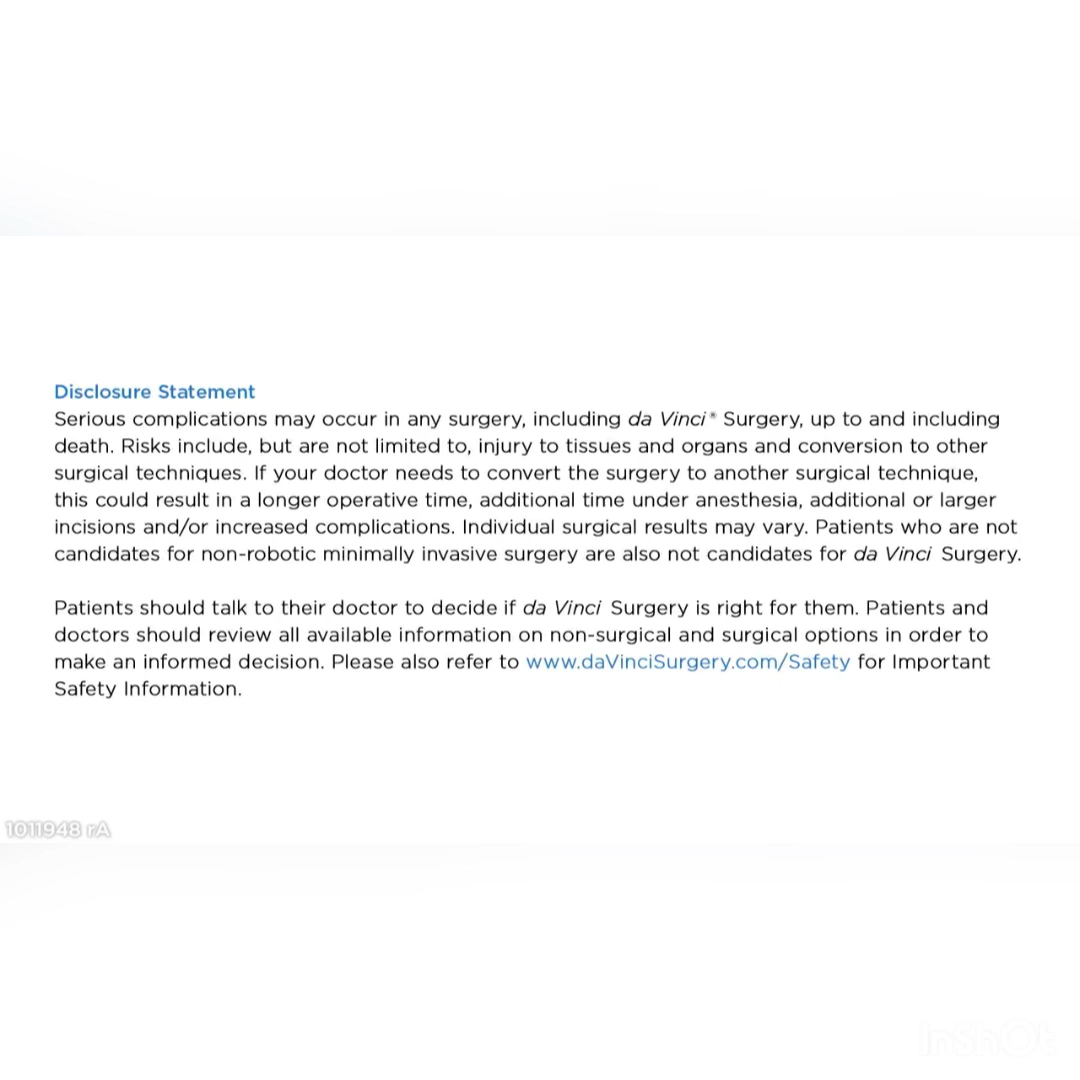 Disclosure Statement
Serious complications may occur in any surgery, including da Vinci® Surgery, up to and including
death. Risks include, but are not limited to, injury to tissues and organs and conversion to other
surgical techniques. If your doctor needs to convert the surgery to another surgical technique,
this could result in a longer operative time, additional time under anesthesia, additional or larger
incisions and/or increased complications. Individual surgical results may vary. Patients who are not
candidates for non-robotic minimally invasive surgery are also not candidates for da Vinci Surgery.
Patients should talk to their doctor to decide if da Vinci Surgery is right for them. Patients and
doctors should review all available information on non-surgical and surgical options in order to
make an informed decision. Please also refer to www.daVinciSurgery.com/Safety for Important
Safety Information.
1011948 rA
InShOt